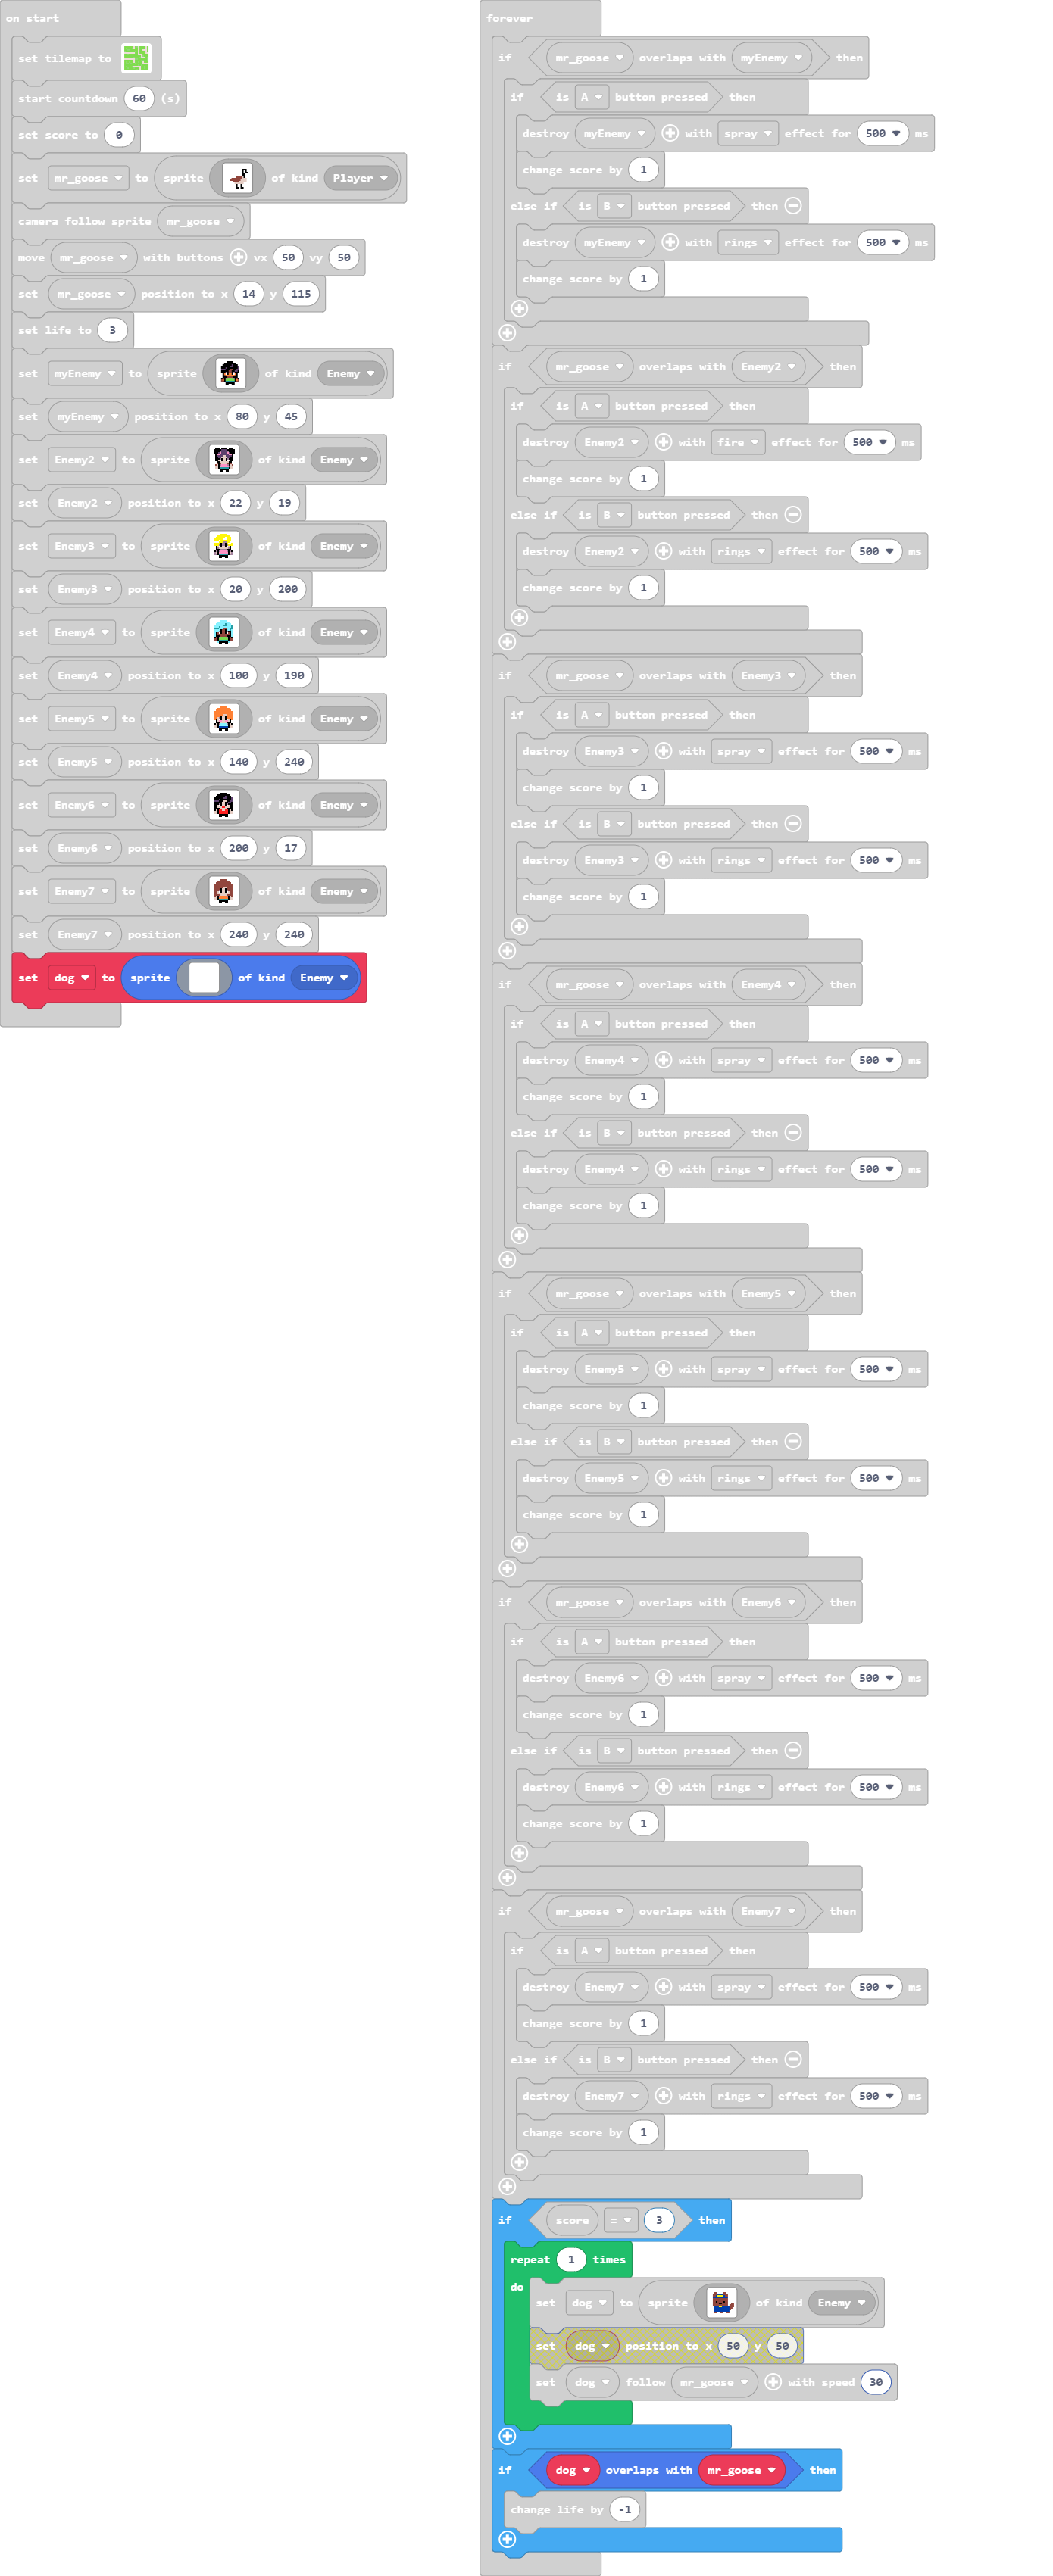 on start
set tilemap to
start countdown 60 (s)
set score to 0
set mr_goose to sprite of kind Player
camera follow sprite mr_goose
move mr_goose with buttons vx 50 vy 50
set mr_goose position to x 14 y 115
set life to 3
set myEnemy to sprite of kind Enemy
set myEnemy position to x 80 y 45
set Enemy2 to sprite of kind Enemy
set Enemy2 position to x 22 y 19
set Enemy3 to sprite of kind Enemy
set Enemy3 position to x 20 y 200
set Enemy4 to sprite of kind Enemy
set Enemy4 position to x 100 y 190
set Enemy5 to sprite of kind Enemy
set Enemy5 position to x 140 y 240
set Enemy6 to sprite of kind Enemy
set Enemy6 position to x 200 y 17
set Enemy7 to sprite of kind Enemy
set Enemy7 position to x 240 y 240
set dog to sprite of kind Enemy
forever
if mr_goose overlaps with myEnemy then
if is A button pressed then
destroy myEnemy with spray effect for 500 ms
change score by 1
else if is B button pressed then
destroy myEnemy with rings effect for 500 ms
change score by 1
if mr_goose overlaps with Enemy2 then
if is A button pressed then
destroy Enemy2 with fire effect for 500 ms
change score by 1
else if is B button pressed then
destroy Enemy2 with rings effect for 500 ms
change score by 1
if mr_goose overlaps with Enemy3 then
if is A button pressed then
destroy Enemy3 with spray effect for 500 ms
change score by 1
else if is B button pressed then
destroy Enemy3 with rings effect for 500 ms
change score by 1
if mr_goose overlaps with Enemy4 then
if is A button pressed then
destroy Enemy4 with spray effect for 500 ms
change score by 1
else if is B button pressed then
destroy Enemy4 with rings effect for 500 ms
change score by 1
if mr_goose overlaps with Enemy5 then
if is A button pressed then
destroy Enemy5 with spray effect for 500 ms
change score by 1
else if is B button pressed then
destroy Enemy5 with rings effect for 500 ms
change score by 1
if mr_goose overlaps with Enemy6 then
if is A button pressed then
destroy Enemy6 with spray effect for 500 ms
change score by 1
else if is B button pressed then
destroy Enemy6 with rings effect for 500 ms
change score by 1
if mr_goose overlaps with Enemy7 then
if is A button pressed then
destroy Enemy7 with spray effect for 500 ms
change score by 1
else if is B button pressed then
destroy Enemy7 with rings effect for 500 ms
change score by 1
if score = 3 then
repeat 1 times
do
set dog to sprite of kind Enemy
set dog position to x 50 y 50
set dog follow mr_goose with speed 30
if dog overlaps with mr_goose then
change life by -1